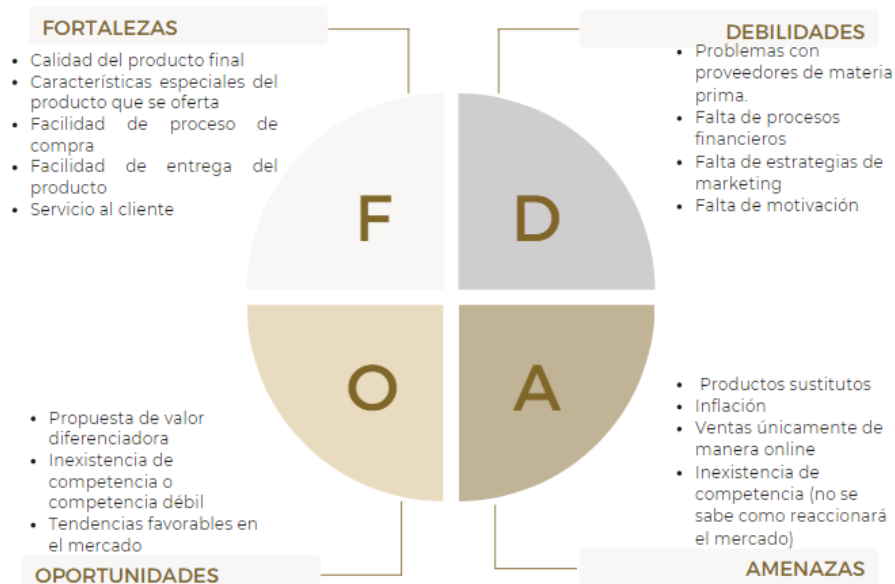 FORTALEZAS
• Calidad del producto final
• Características especiales del
producto que se oferta
• Facilidad de proceso de
compra
• Facilidad de entrega del
producto
• Servicio al cliente
DEBILIDADES
• Problemas con
proveedores de materia
prima.
• Falta de procesos
financieros
• Falta de estrategias de
marketing
• Falta de motivación
F
D
O
A
• Propuesta de valor
diferenciadora
• Inexistencia de
competencia o
competencia débil
• Tendencias favorables en
el mercado
OPORTUNIDADES
• Productos sustitutos
• Inflación
• Ventas únicamente de
manera online
• Inexistencia de
competencia (no se
sabe como reaccionará
el mercado)
AMENAZAS